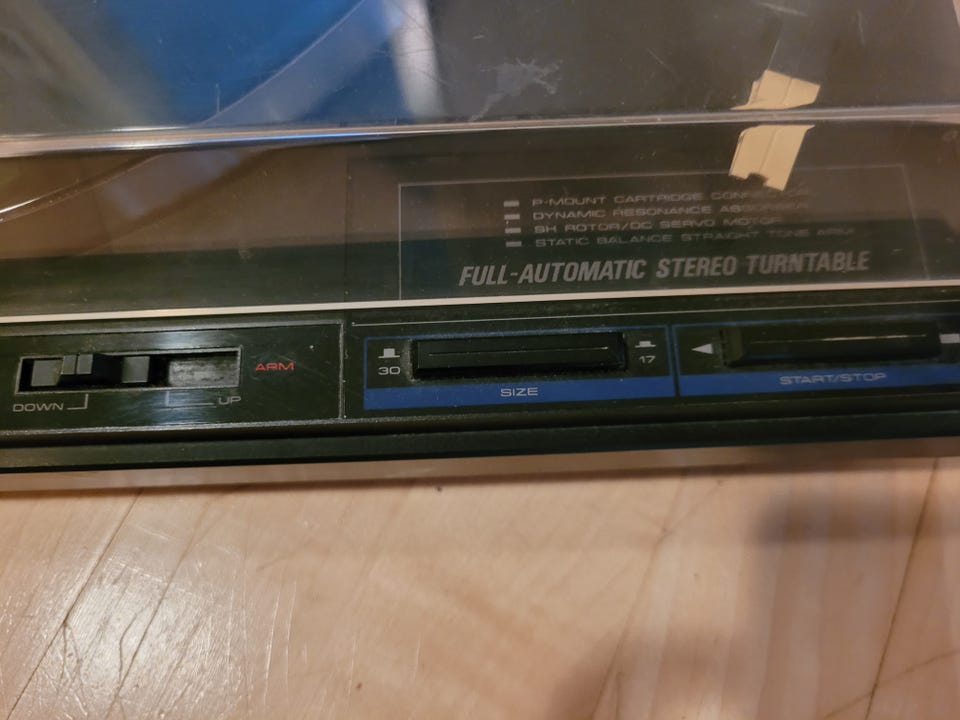 P-MOUNT CARTRIDGE CONNECTOR
DYNAMIC RESONANCE ABSORBER
SH ROTOR/DC SERVO MOTOR
STATIC BALANCE STRAIGHT TONE ARM
FULL-AUTOMATIC STEREO TURNTABLE
ARM
DOWN
UP
30
17
SIZE
START/STOP